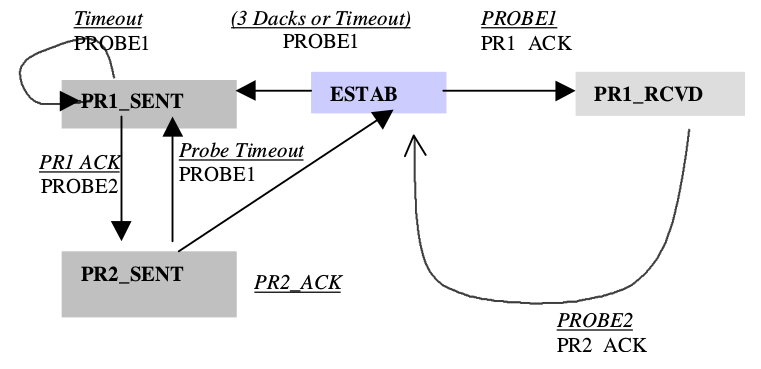 Timeout
PROBE1
(3 Dacks or Timeout)
PROBE1
PROBE1
PR1 ACK
PR1_SENT
ESTAB
PR1_RCVD
PR1 ACK
PROBE2
Probe Timeout
PROBE1
PR2_SENT
PR2_ACK
PROBE2
PR2 ACK